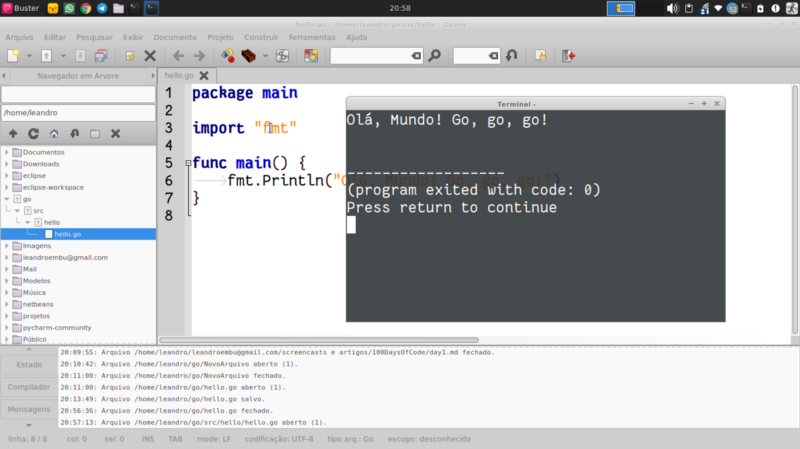 Buster
20:58
hello.go - /home/leandro/go/src/hello - Geany
Arquivo Editar Pesquisar Exibir Documento Projeto Construir Ferramentas Ajuda
Navegador em Árvore
/home/leandro
Documentos
Downloads
eclipse
eclipse-workspace
go
src
hello
hello.go
Imagens
leandroembu@gmail.com
Mail
Modelos
Música
netbeans
projetos
pycharm-community
Público
hello.go
1 package main
2
3 import "fmt"
4
5 func main() {
6 fmt.Println("Olá, Mundo! Go, go, go!")
7 }
8
Terminal -
Olá, Mundo! Go, go, go!
------------------
(program exited with code: 0)
Press return to continue
Estado
Compilador
Mensagens
20:09:55: Arquivo /home/leandro/leandroembu@gmail.com/screencasts e artigos/100DaysOfCode/day1.md fechado.
20:10:42: Arquivo /home/leandro/go/NovoArquivo aberto (1).
20:11:00: Arquivo /home/leandro/go/NovoArquivo fechado.
20:11:00: Arquivo /home/leandro/go/hello.go aberto (1).
20:13:49: Arquivo /home/leandro/go/hello.go salvo.
20:56:36: Arquivo /home/leandro/go/hello.go fechado.
20:57:13: Arquivo /home/leandro/go/src/hello/hello.go aberto (1).
linha: 8 / 8 col: 0 sel: 0 INS TAB mode: LF codificação: UTF-8 tipo arq.: Go escopo: desconhecido